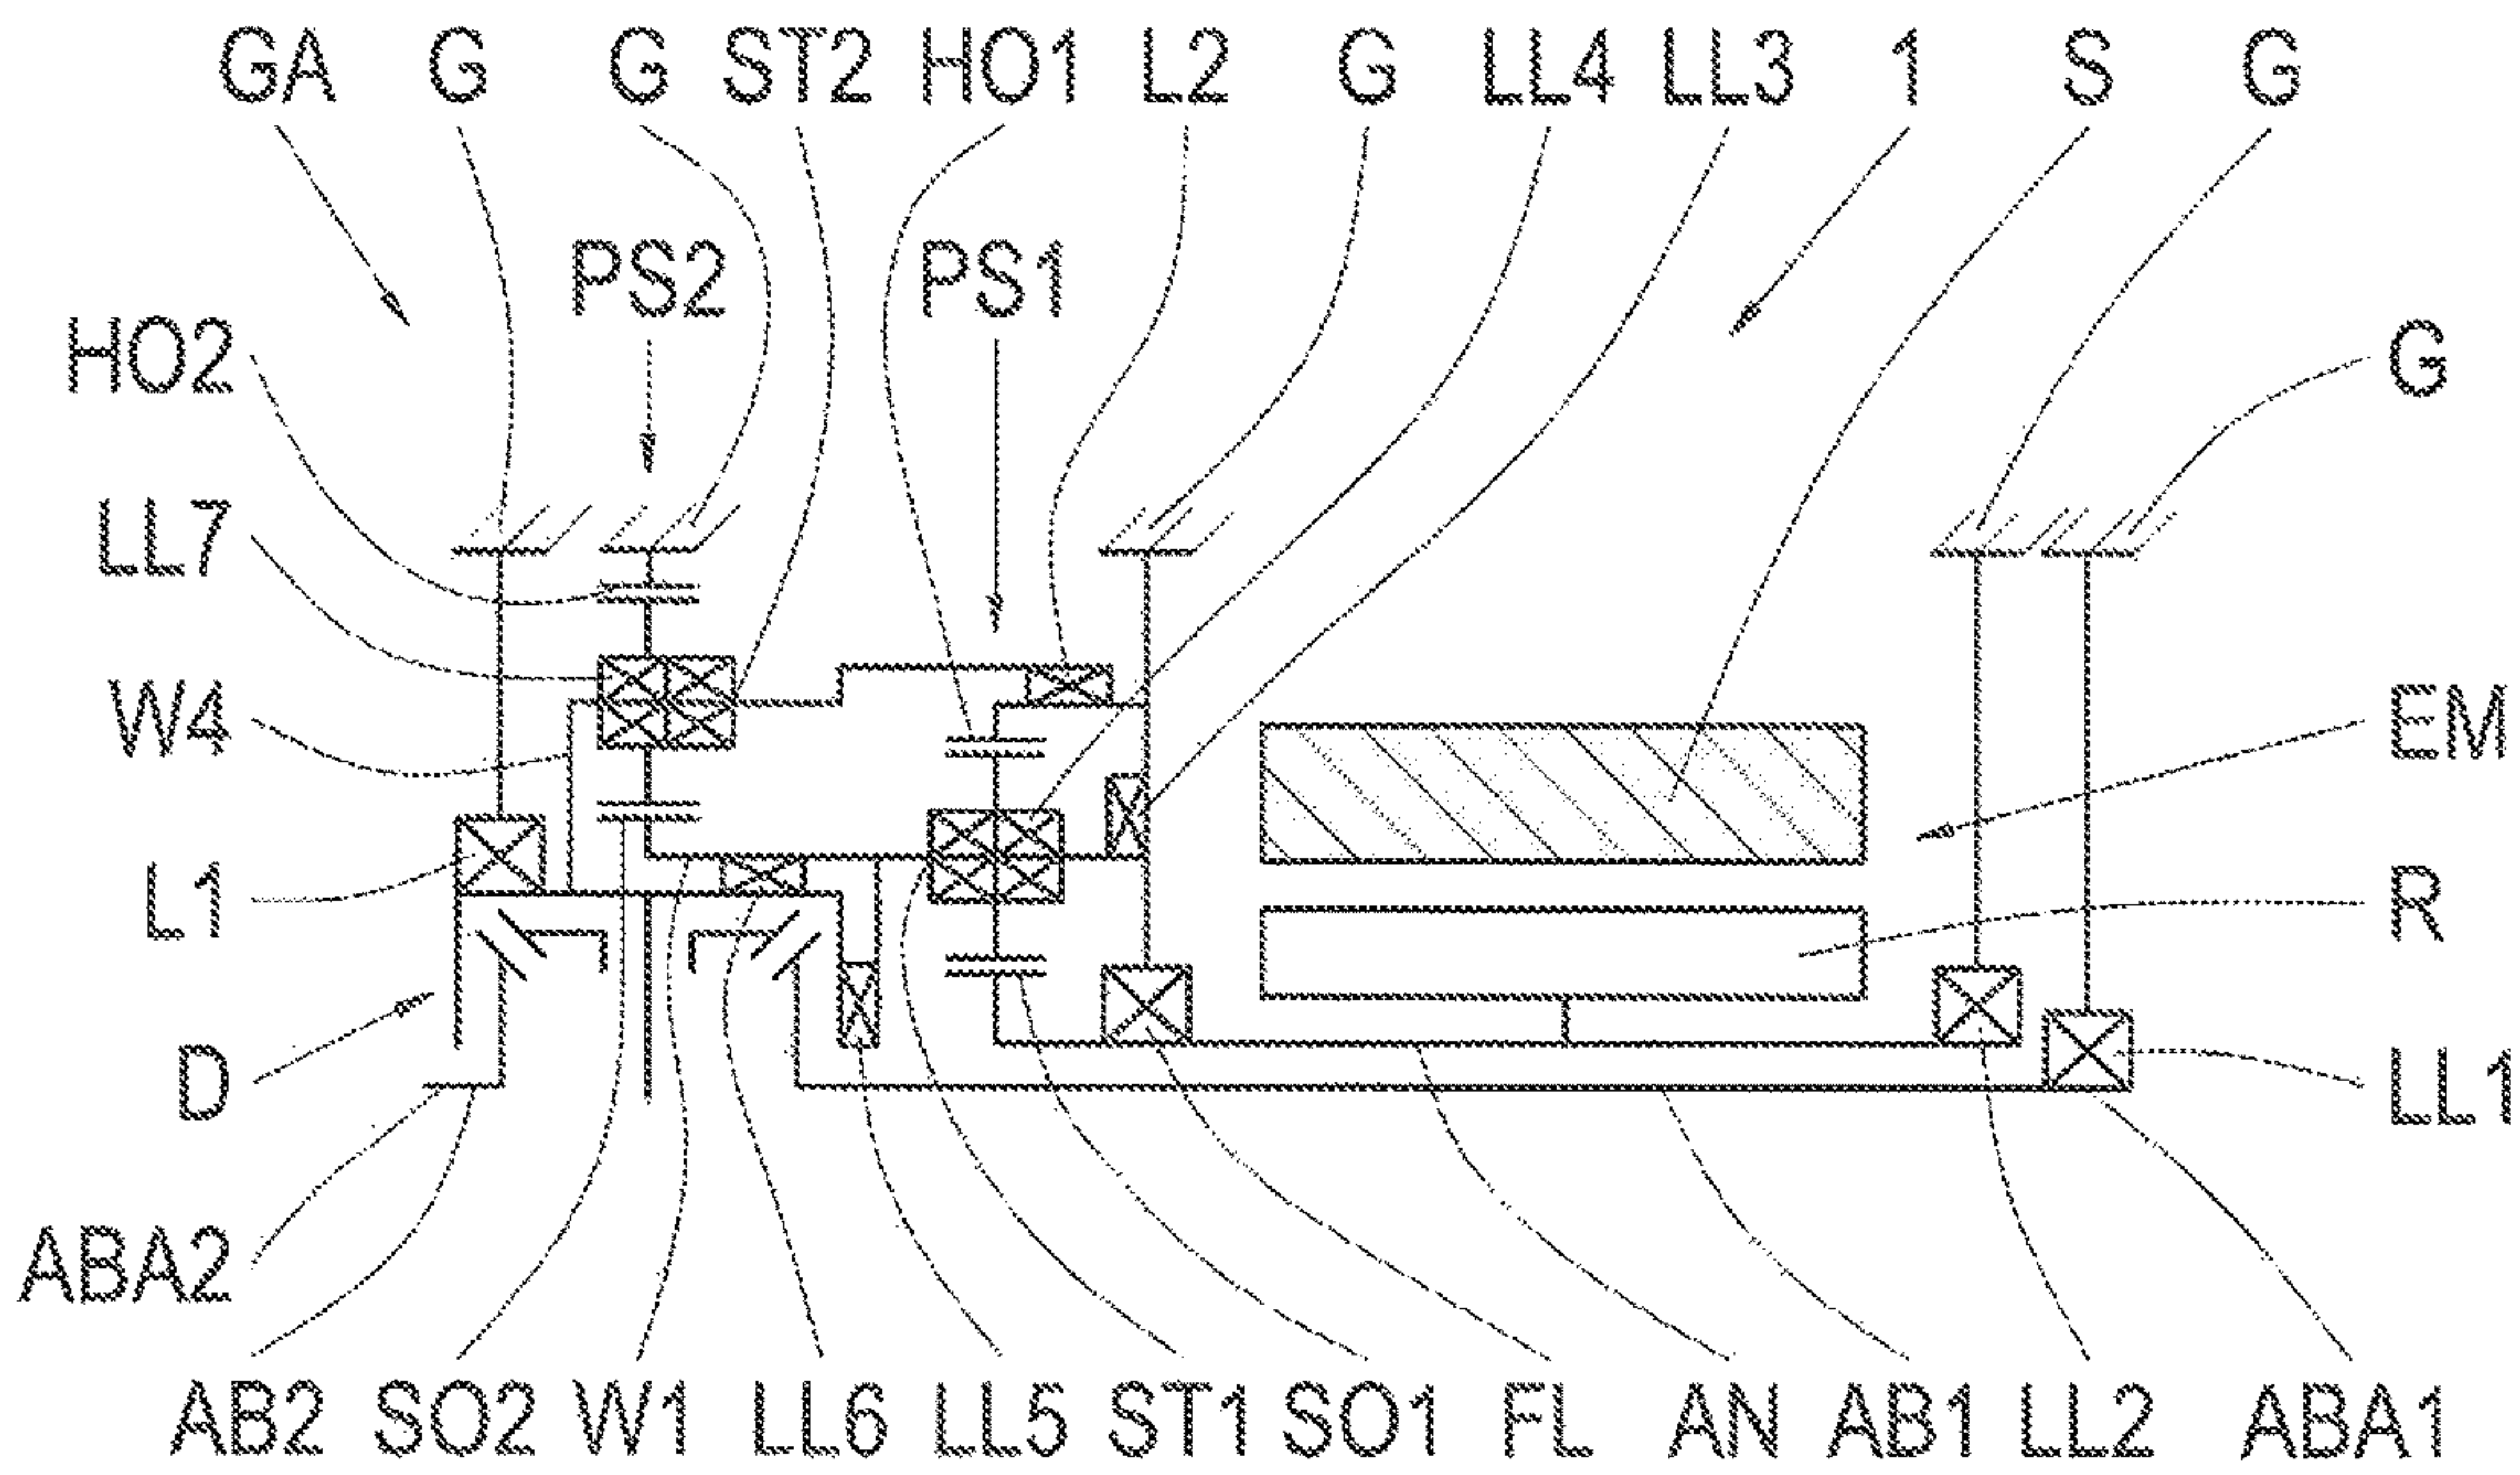 GA G G ST2 HO1 L2 G LL4 LL3 1 S G
PS2 PS1
HO2 G
LL7
W4 EM
L1 R
D LL1
ABA2
AB2 SO2 W1 LL6 LL5 ST1 SO1 FL AN AB1 LL2 ABA1